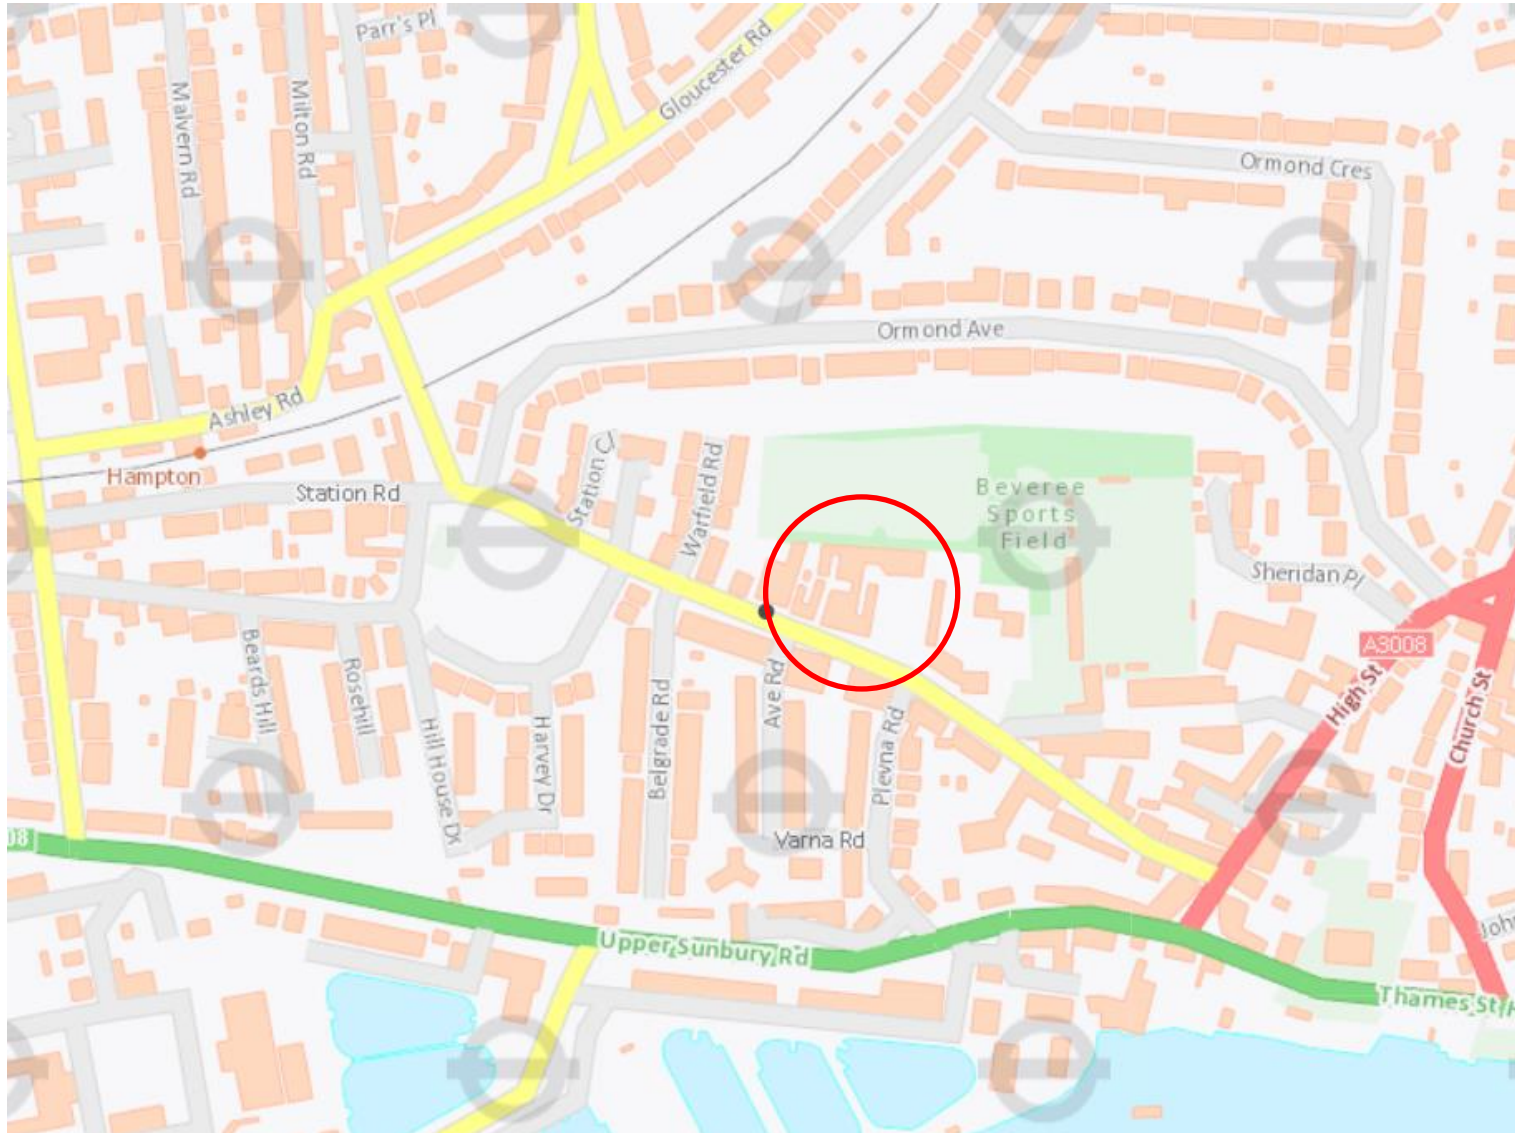 Parr's Pl
Gloucester Rd
Malvern Rd
Milton Rd
Ormond Cres
Ormond Ave
Ashley Rd
Hampton
Station Rd
Station Cl
Warfield Rd
Beveree
Sports
Field
Sheridan Pl
A3008
High St
Church St
Beards Hill
Rosehill
Hill House Dr
Harvey Dr
Belgrade Rd
Ave Rd
Plevna Rd
Varna Rd
08
Upper Sunbury Rd
Thames St